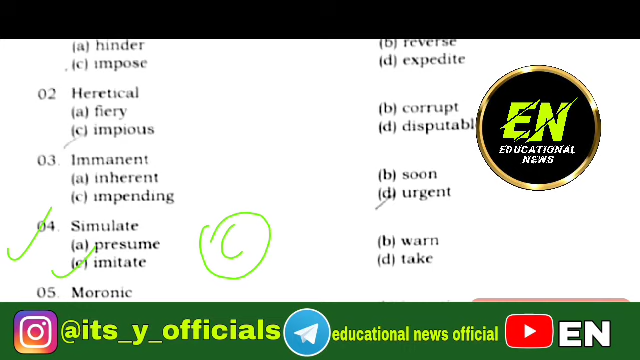 (a) hinder (b) reverse
(c) impose (d) expedite
02 Heretical
(a) fiery (b) corrupt
(c) impious (d) disputabl
03. Immanent
(a) inherent (b) soon
(c) impending (d) urgent
04. Simulate
(a) presume (b) warn
(c) imitate (d) take
05. Moronic
C
EN
EDUCATIONAL
NEWS
@its_y_officials
educational news official
EN